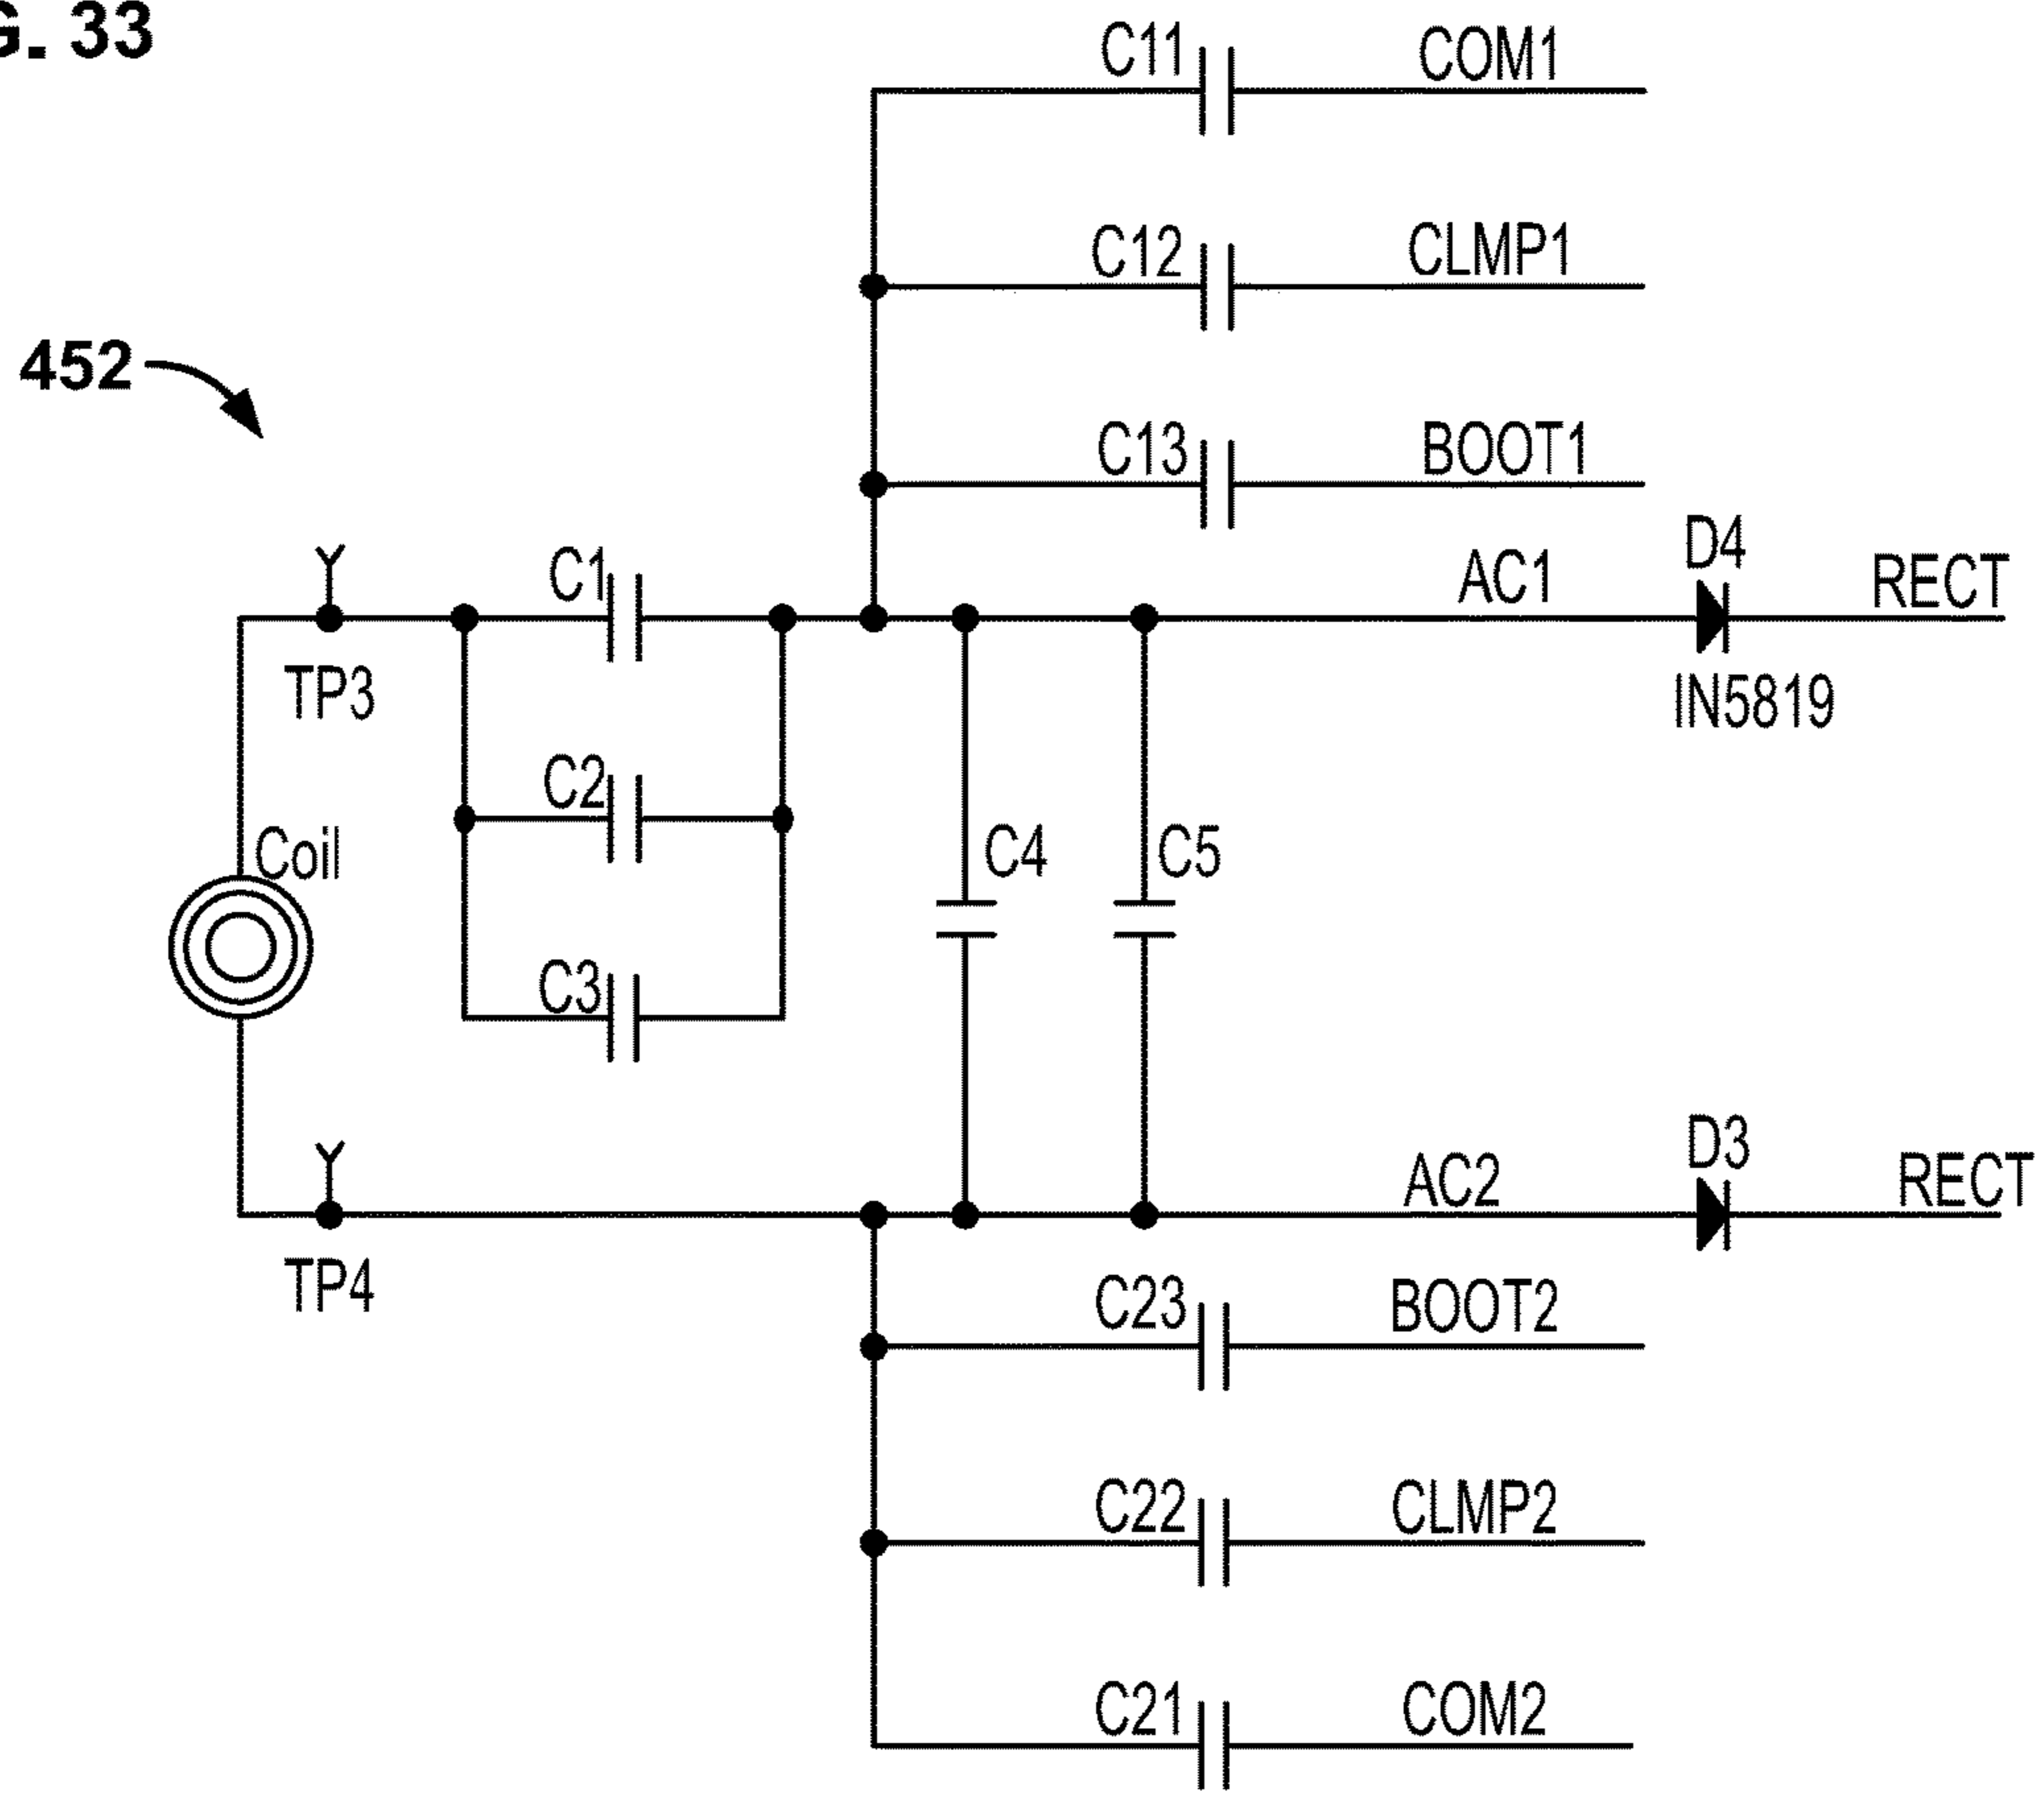 G. 33
C11 COM1
C12 CLMP1
452
C13 BOOT1
C1 AC1 D4 RECT
TP3 IN5819
C2
Coil C4 C5
C3
AC2 D3 RECT
TP4 C23 BOOT2
C22 CLMP2
C21 COM2